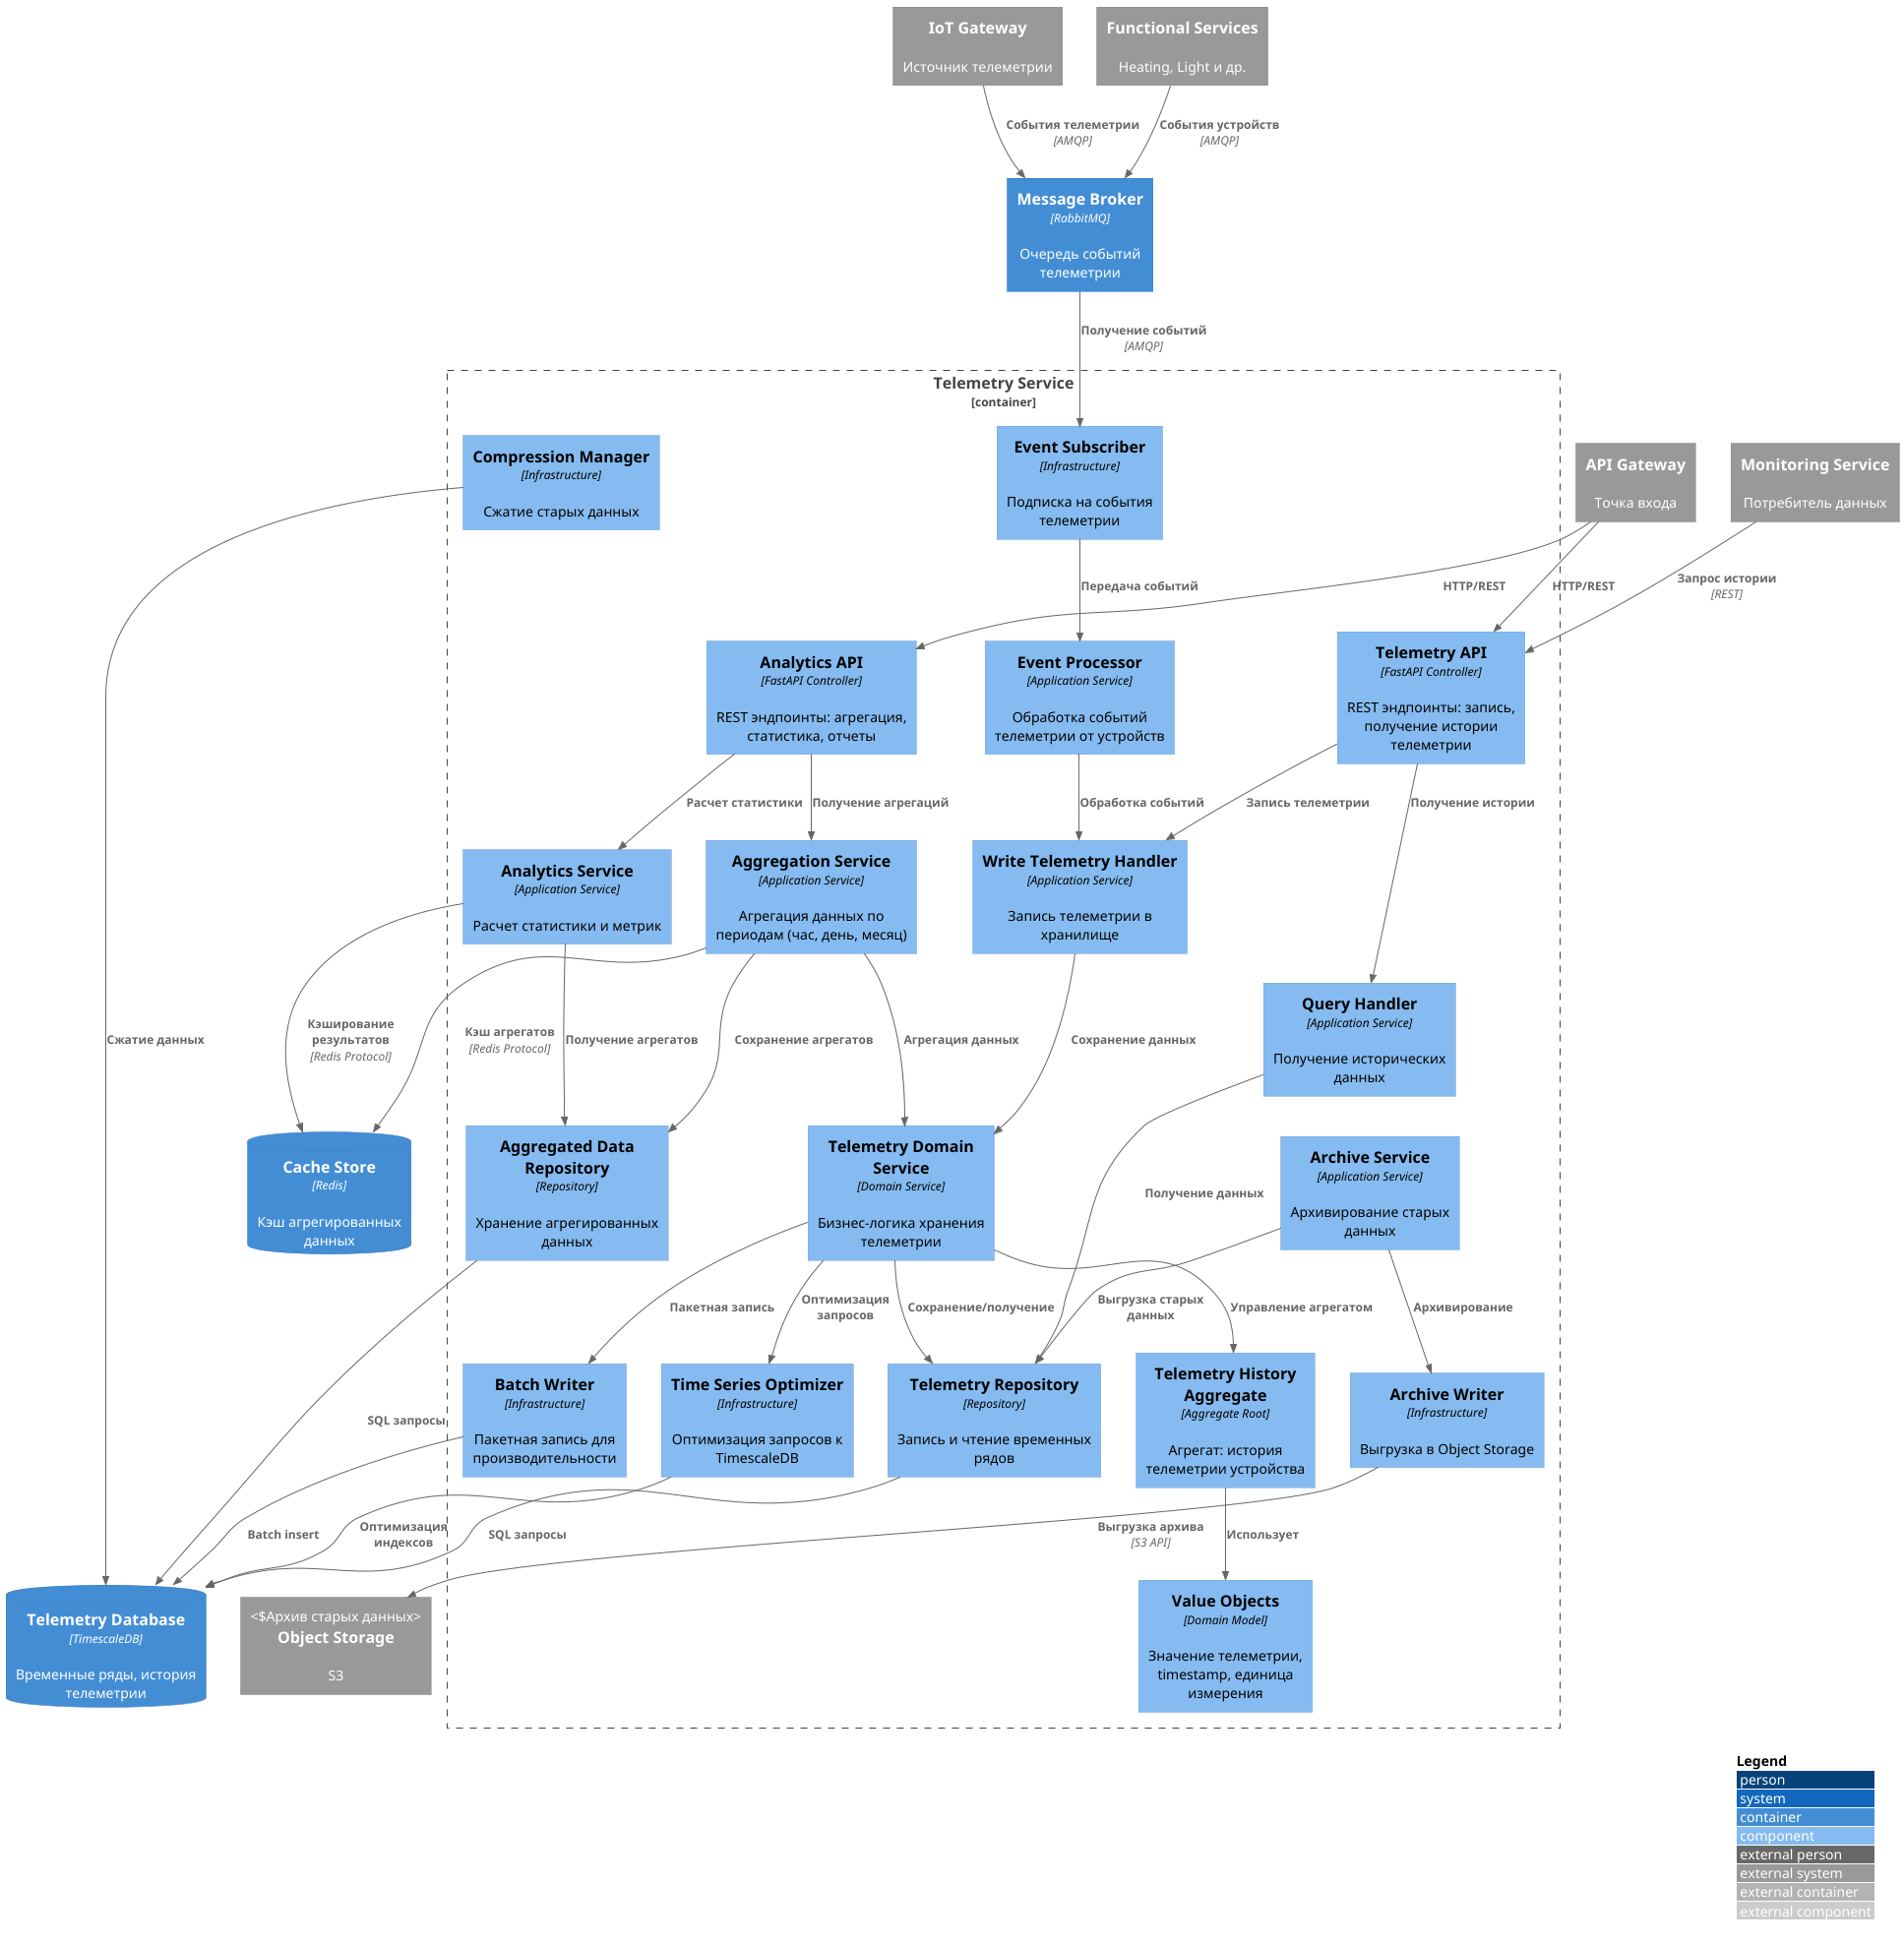 IoT Gateway
Источник телеметрии
Functional Services
Heating, Light и др.
События телеметрии
[AMQP]
События устройств
[AMQP]
Message Broker
[RabbitMQ]
Очередь событий
телеметрии
Получение событий
[AMQP]
Telemetry Service
[container]
Compression Manager
[Infrastructure]
Сжатие старых данных
Event Subscriber
[Infrastructure]
Подписка на события
телеметрии
API Gateway
Точка входа
Monitoring Service
Потребитель данных
Передача событий
HTTP/REST
HTTP/REST
Запрос истории
[REST]
Analytics API
[FastAPI Controller]
REST эндпоинты: агрегация,
статистика, отчеты
Event Processor
[Application Service]
Обработка событий
телеметрии от устройств
Telemetry API
[FastAPI Controller]
REST эндпоинты: запись,
получение истории
телеметрии
Расчет статистики
Получение агрегаций
Обработка событий
Запись телеметрии
Получение истории
Analytics Service
[Application Service]
Расчет статистики и метрик
Aggregation Service
[Application Service]
Агрегация данных по
периодам (час, день, месяц)
Write Telemetry Handler
[Application Service]
Запись телеметрии в
хранилище
Query Handler
[Application Service]
Получение исторических
данных
Сжатие данных
Кэширование
результатов
[Redis Protocol]
Кэш агрегатов
[Redis Protocol]
Получение агрегатов
Сохранение агрегатов
Агрегация данных
Сохранение данных
Cache Store
[Redis]
Кэш агрегированных
данных
Aggregated Data
Repository
[Repository]
Хранение агрегированных
данных
Telemetry Domain
Service
[Domain Service]
Бизнес-логика хранения
телеметрии
Получение данных
Archive Service
[Application Service]
Архивирование старых
данных
Пакетная запись
Оптимизация
запросов
Сохранение/получение
Выгрузка старых
данных
Управление агрегатом
Архивирование
SQL запросы
Batch Writer
[Infrastructure]
Пакетная запись для
производительности
Time Series Optimizer
[Infrastructure]
Оптимизация запросов к
TimescaleDB
Telemetry Repository
[Repository]
Запись и чтение временных
рядов
Telemetry History
Aggregate
[Aggregate Root]
Агрегат: история
телеметрии устройства
Archive Writer
[Infrastructure]
Выгрузка в Object Storage
Batch insert
Оптимизация
индексов
SQL запросы
Выгрузка архива
[S3 API]
Использует
Telemetry Database
[TimescaleDB]
Временные ряды, история
телеметрии
<$Архив старых данных>
Object Storage
S3
Value Objects
[Domain Model]
Значение телеметрии,
timestamp, единица
измерения
Legend
person
system
container
component
external person
external system
external container
external component